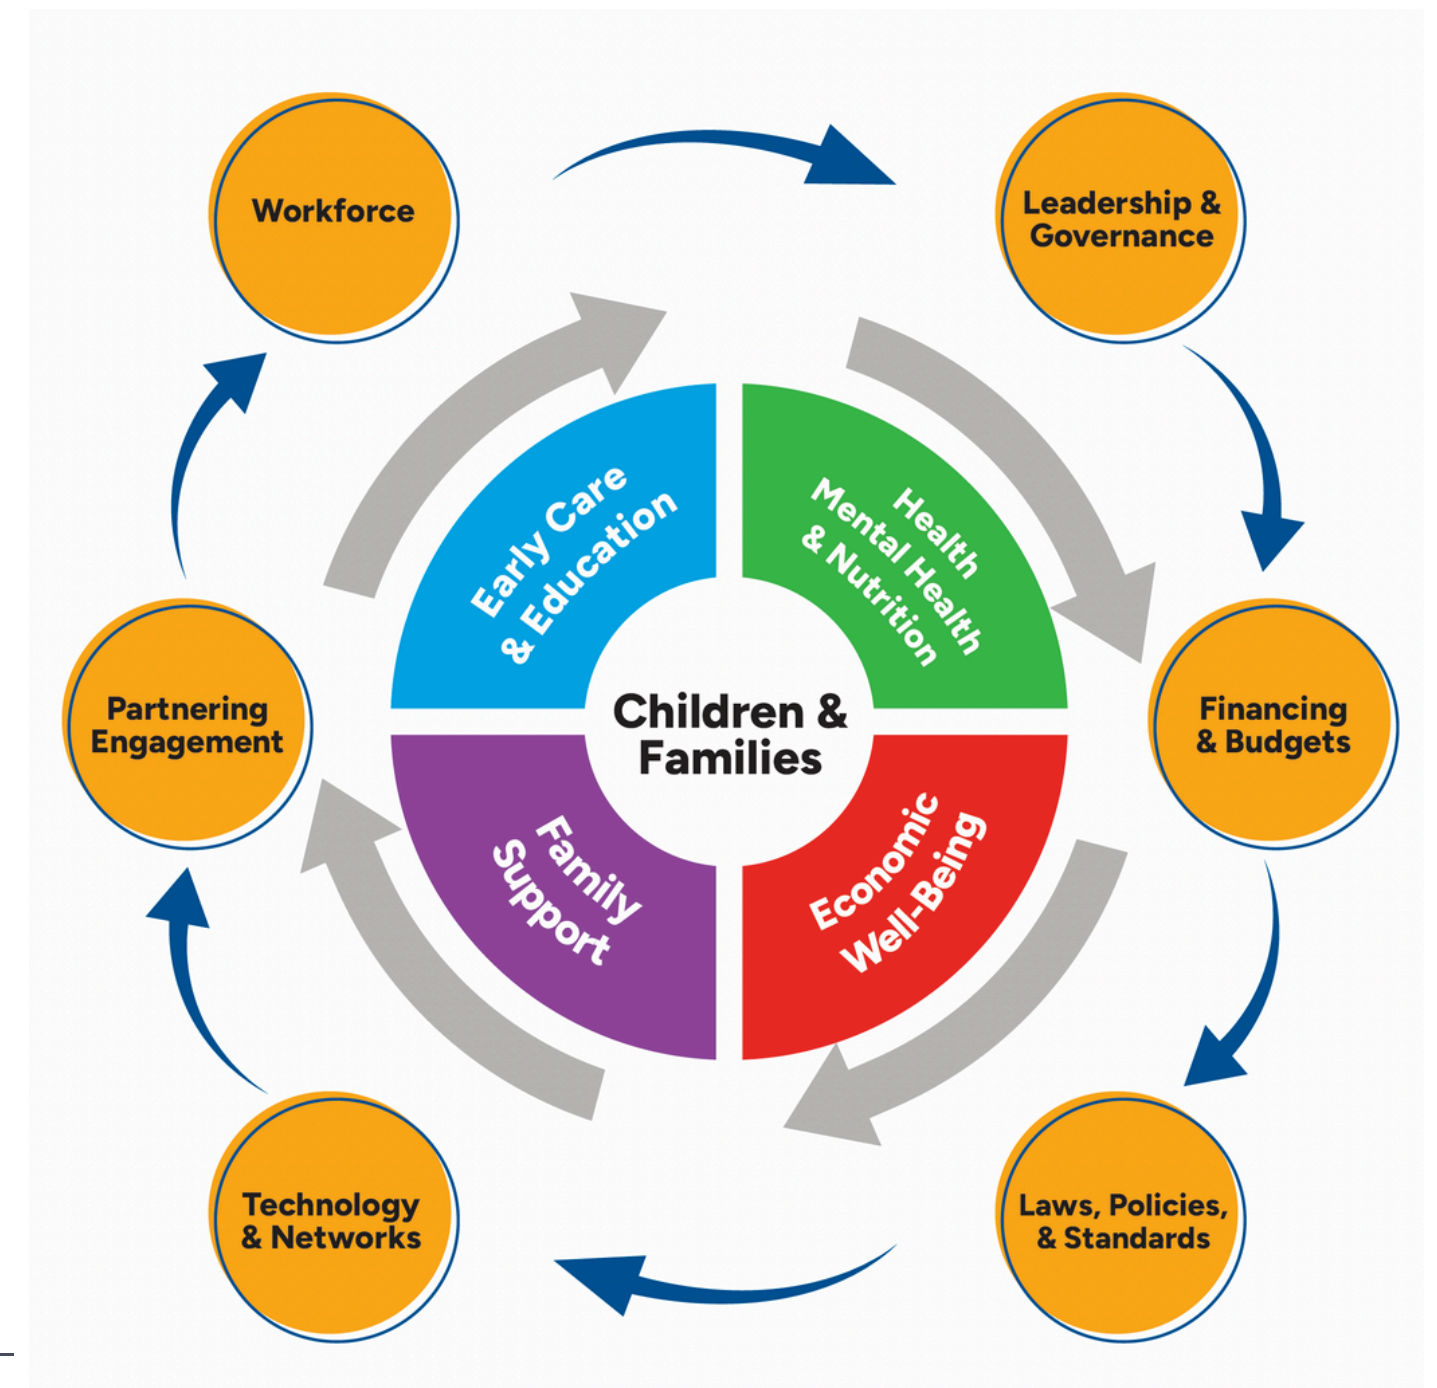 Workforce
Leadership &
Governance
Early Care
& Education
Health
Mental Health
& Nutrition
Partnering
Engagement
Children &
Families
Financing
& Budgets
Family
Support
Economic
Well-Being
Technology
& Networks
Laws, Policies,
& Standards